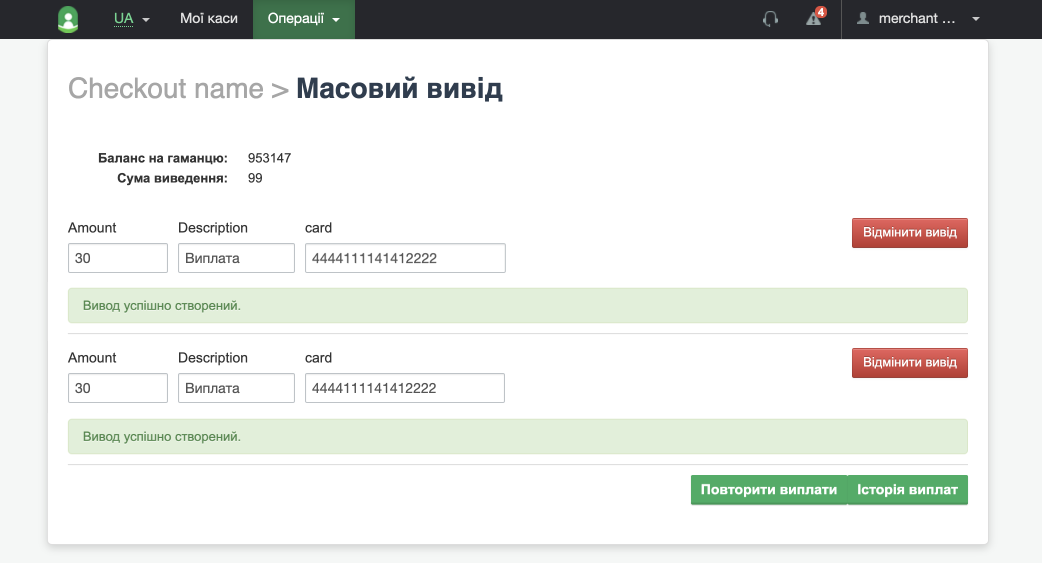 UA Мої каси Операції 4 merchant ...
Checkout name > Масовий вивід
Баланс на гаманцю: 953147
Сума виведення: 99
Amount Description card Відмінити вивід
30 Виплата 4444111141412222
Вивод успішно створений.
Amount Description card Відмінити вивід
30 Виплата 4444111141412222
Вивод успішно створений.
Повторити виплати Історія виплат